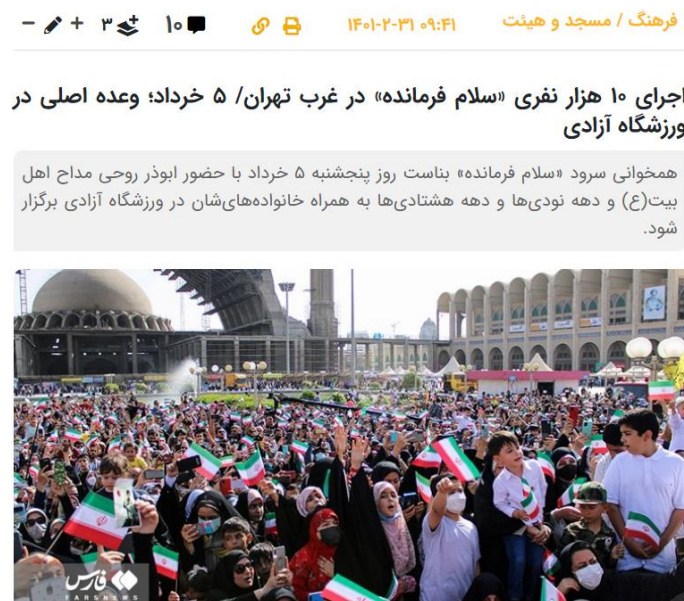 فرهنگ / مسجد و هیئت
۱۴۰۱-۲-۳۱ ۰۹:۴۱
۱۰
۳
+
−
اجرای ۱۰ هزار نفری «سلام فرمانده» در غرب تهران/ ۵ خرداد؛ وعده اصلی در
ورزشگاه آزادی
همخوانی سرود «سلام فرمانده» بناست روز پنجشنبه ۵ خرداد با حضور ابوذر روحی مداح اهل
بیت(ع) و دهه نودی‌ها و دهه هشتادی‌ها به همراه خانواده‌های‌شان در ورزشگاه آزادی برگزار
شود.
فارس
FARSNEWS